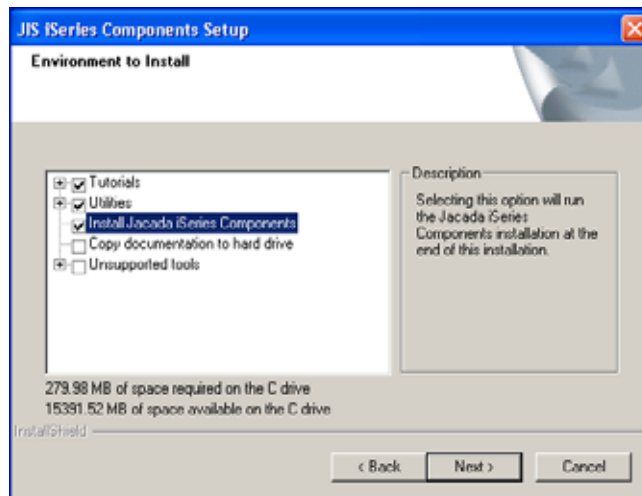 JIS iSeries Components Setup
Environment to Install
Tutorials
Utilities
Install Jacada iSeries Components
Copy documentation to hard drive
Unsupported tools
Description
Selecting this option will run
the Jacada iSeries
Components installation at the
end of this installation.
279.98 MB of space required on the C drive
15391.52 MB of space available on the C drive
InstallShield
< Back
Next >
Cancel